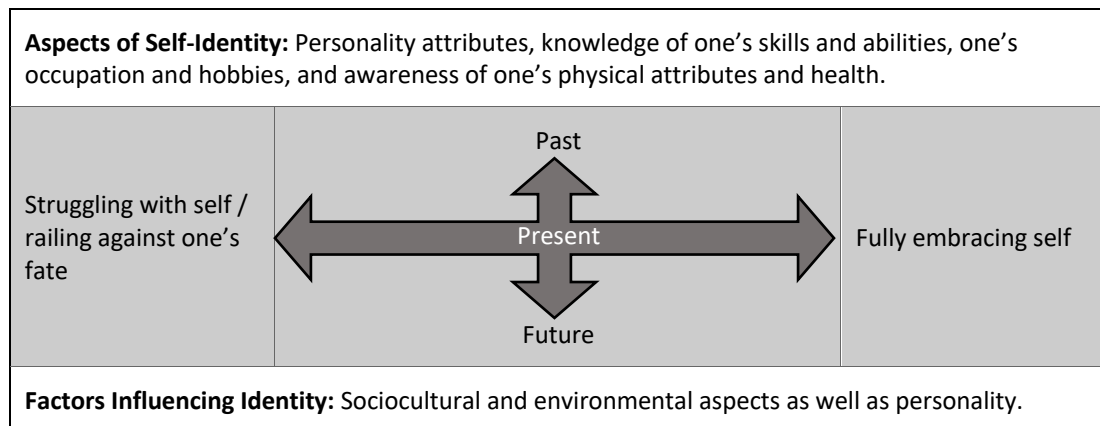 Aspects of Self-Identity: Personality attributes, knowledge of one’s skills and abilities, one’s
occupation and hobbies, and awareness of one’s physical attributes and health.
Past
Struggling with self /
railing against one’s
fate
Present
Fully embracing self
Future
Factors Influencing Identity: Sociocultural and environmental aspects as well as personality.